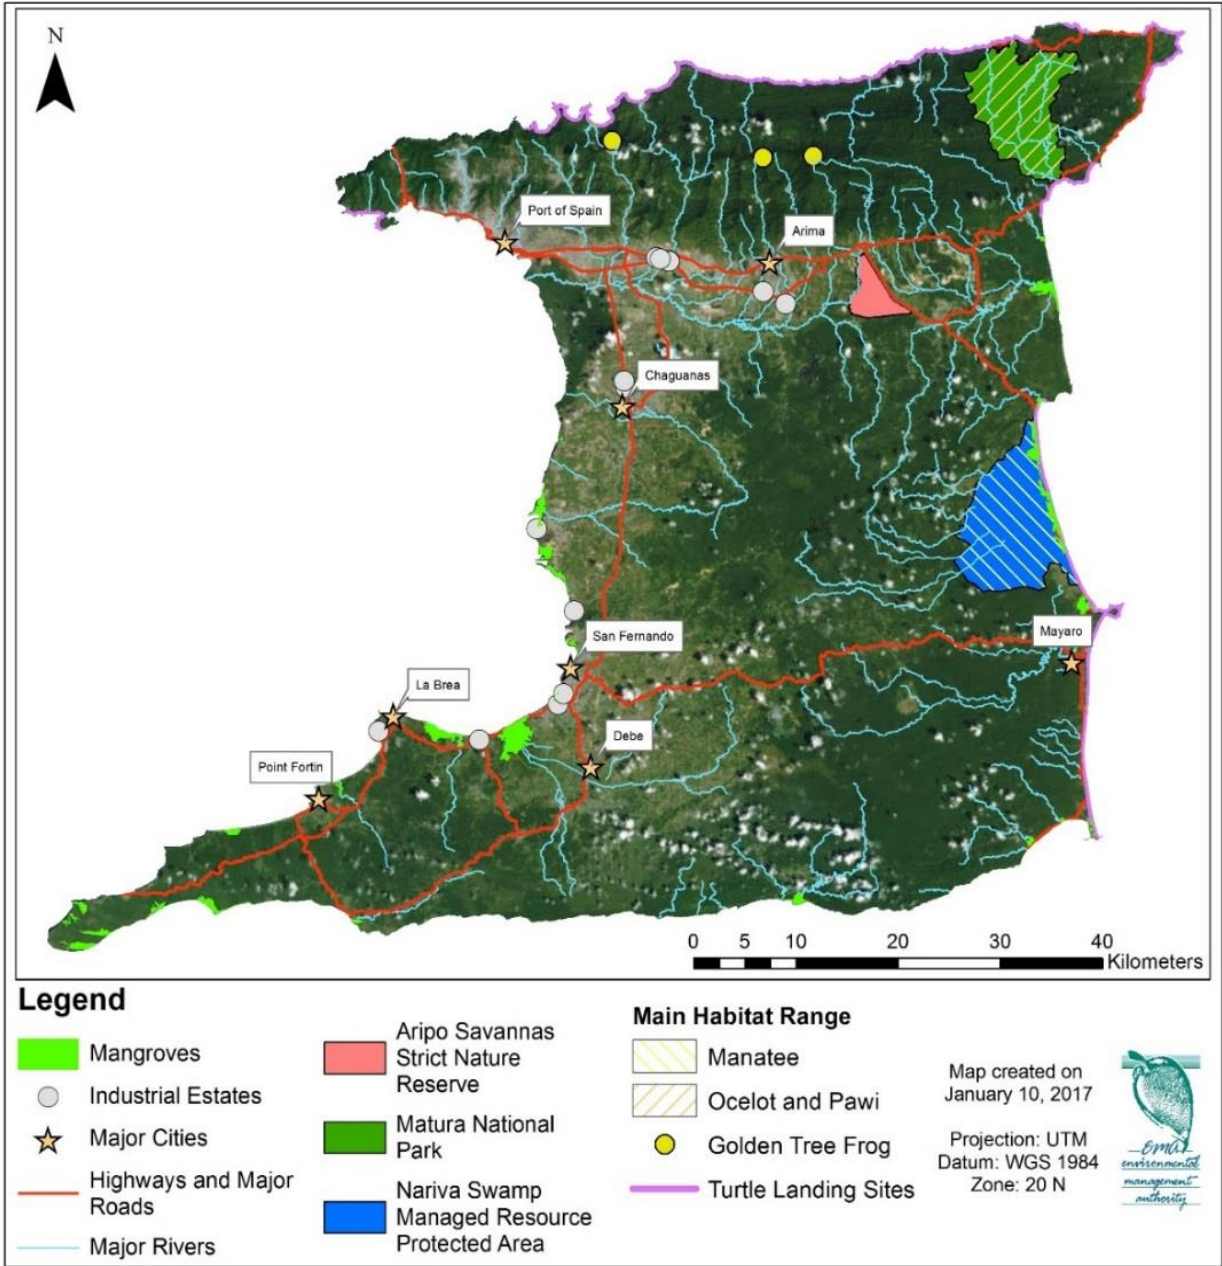 N
Port of Spain
Arima
Chaguanas
San Fernando
Mayaro
La Brea
Debe
Point Fortin
0 5 10 20 30 40
Kilometers
Legend
Mangroves
Industrial Estates
Major Cities
Highways and Major
Roads
Major Rivers
Aripo Savannas
Strict Nature
Reserve
Matura National
Park
Nariva Swamp
Managed Resource
Protected Area
Main Habitat Range
Manatee
Ocelot and Pawi
Golden Tree Frog
Turtle Landing Sites
Map created on
January 10, 2017
Projection: UTM
Datum: WGS 1984
Zone: 20 N
EMA
environmental
management
authority